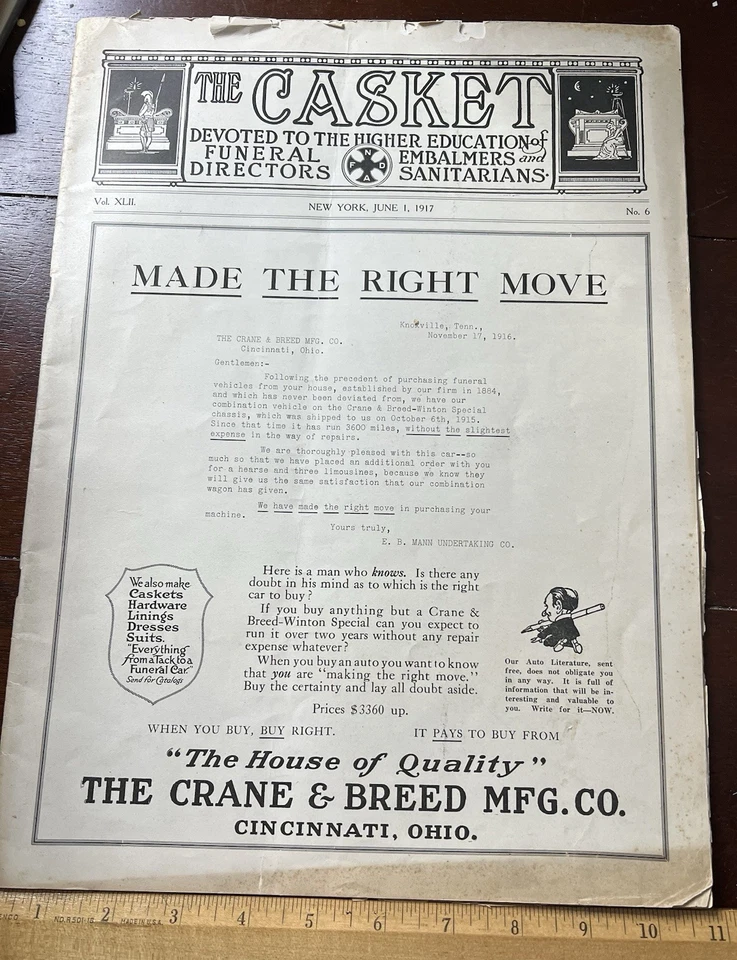 THE CASKET
DEVOTED TO THE HIGHER EDUCATION of
FUNERAL DIRECTORS
EMBALMERS and SANITARIANS.
Vol. XLII.
NEW YORK, JUNE 1, 1917
No. 6
MADE THE RIGHT MOVE
Knoxville, Tenn.,
November 17, 1916.
THE CRANE & BREED MFG. CO.
Cincinnati, Ohio.
Gentlemen:-
Following the precedent of purchasing funeral
vehicles from your house, established by our firm in 1884,
and which has never been deviated from, we have our
combination vehicle on the Crane & Breed-Winton Special
chassis, which was shipped to us on October 6th, 1915.
Since that time it has run 3600 miles, without the slightest
expense in the way of repairs.
We are thoroughly pleased with this car--so
much so that we have placed an additional order with you
for a hearse and three limousines, because we know they
will give us the same satisfaction that our combination
wagon has given.
We have made the right move in purchasing your
machine.
Yours truly,
E. B. MANN UNDERTAKING CO.
We also make
Caskets
Hardware
Linings
Dresses
Suits.
"Everything
from a Tack to a
Funeral Car."
Send for Catalogs
Here is a man who knows. Is there any
doubt in his mind as to which is the right
car to buy?
If you buy anything but a Crane &
Breed-Winton Special can you expect to
run it over two years without any repair
expense whatever?
When you buy an auto you want to know
that you are "making the right move."
Buy the certainty and lay all doubt aside.
Prices $3360 up.
Our Auto Literature, sent
free, does not obligate you
in any way. It is full of
information that will be in-
teresting and valuable to
you. Write for it—NOW.
WHEN YOU BUY, BUY RIGHT.
IT PAYS TO BUY FROM
"The House of Quality"
THE CRANE & BREED MFG. CO.
CINCINNATI, OHIO.
1 NO. R501-18 2 MADE IN U.S.A. 3 4 5 6 7 8 9 10 11